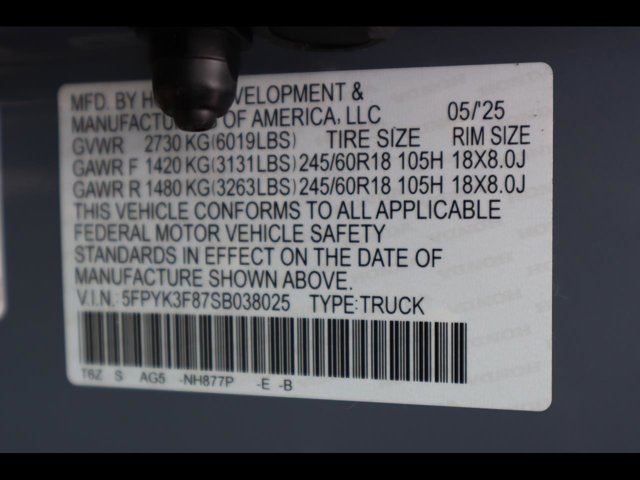 MFD. BY HO EVELOPMENT &
MANUFACTU OF AMERICA, LLC 05/'25
GVWR 2730 KG(6019LBS) TIRE SIZE RIM SIZE
GAWR F 1420 KG(3131LBS) 245/60R18 105H 18X8.0J
GAWR R 1480 KG(3263LBS) 245/60R18 105H 18X8.0J
THIS VEHICLE CONFORMS TO ALL APPLICABLE
FEDERAL MOTOR VEHICLE SAFETY
STANDARDS IN EFFECT ON THE DATE OF
MANUFACTURE SHOWN ABOVE.
V.I.N.: 5FPYK3F87SB038025 TYPE:TRUCK
T6Z S AG5 -NH877P -E -B